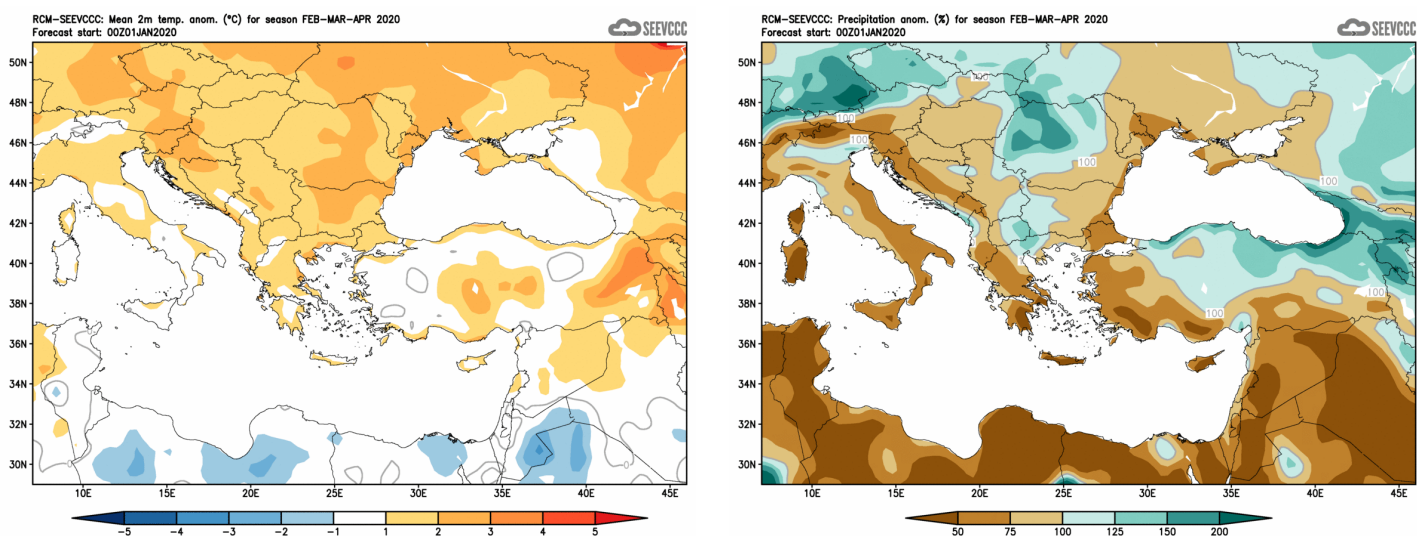 RCM-SEEVCCC: Mean 2m temp. anom. (°C) for season FEB-MAR-APR 2020
Forecast start: 00Z01JAN2020
SEEVCCC
50N
48N
46N
44N
42N
40N
38N
36N
34N
32N
30N
0
0
0
10E 15E 20E 25E 30E 35E 40E 45E
-5 -4 -3 -2 -1 1 2 3 4 5
RCM-SEEVCCC: Precipitation anom. (%) for season FEB-MAR-APR 2020
Forecast start: 00Z01JAN2020
SEEVCCC
50N
48N
46N
44N
42N
40N
38N
36N
34N
32N
30N
100
100
100
100
100
100
100
10E 15E 20E 25E 30E 35E 40E 45E
50 75 100 125 150 200